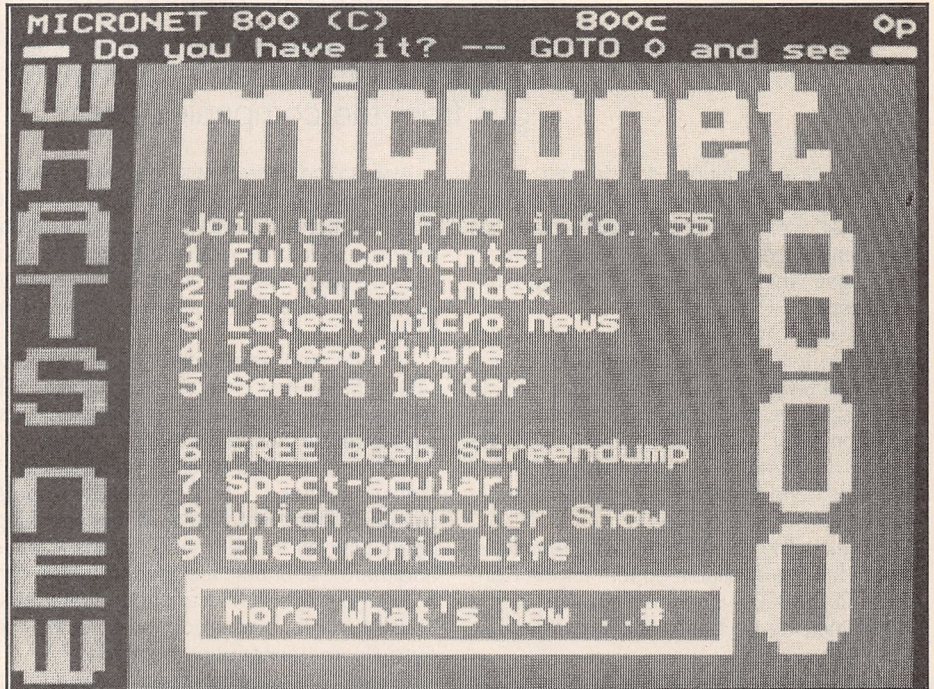 MICRONET 800 (C) 800c 0p
Do you have it? -- GOTO 0 and see
WHATS NEW
micronet
800
Join us.. Free info..55
1 Full Contents!
2 Features Index
3 Latest micro news
4 Telesoftware
5 Send a letter
6 FREE Beeb Screendump
7 Spect-acular!
8 Which Computer Show
9 Electronic Life
More What's New ..#